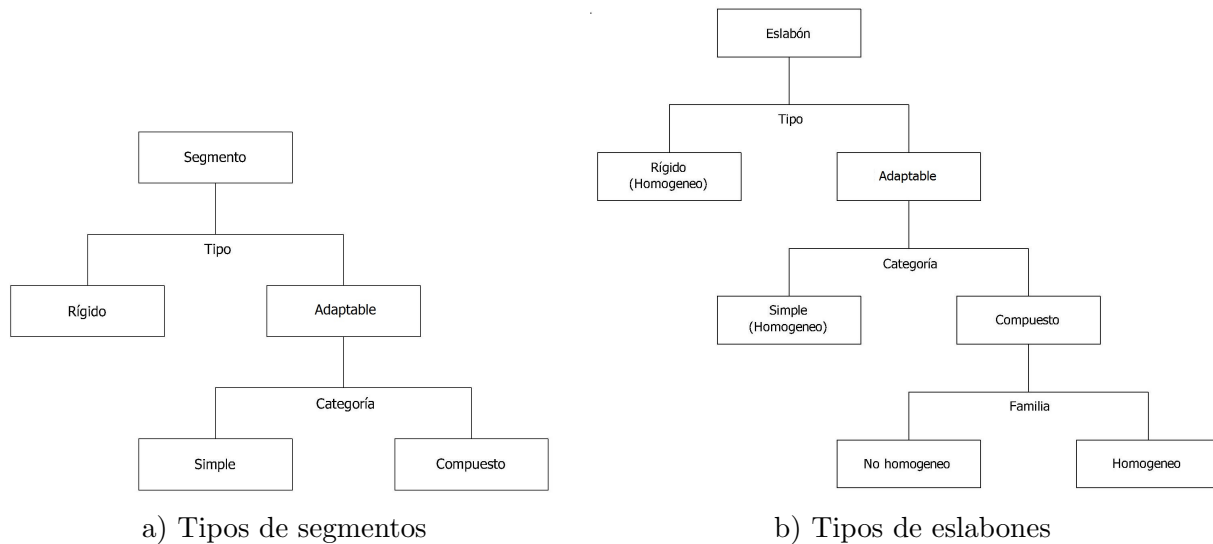 Segmento
Tipo
Rígido
Adaptable
Categoría
Simple
Compuesto
a) Tipos de segmentos
Eslabón
Tipo
Rígido
(Homogeneo)
Adaptable
Categoría
Simple
(Homogeneo)
Compuesto
Familia
No homogeneo
Homogeneo
b) Tipos de eslabones